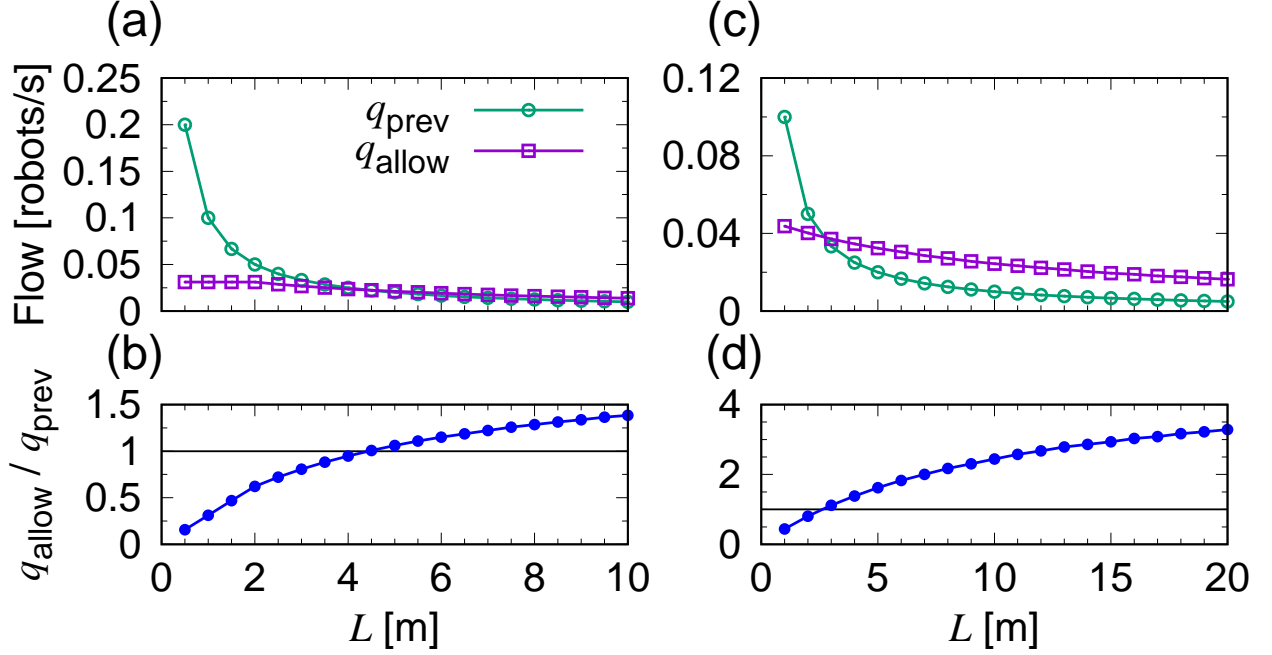 (a)
Flow [robots/s]
0.25
0.2
0.15
0.1
0.05
0
q_prev
q_allow
(c)
0.12
0.08
0.04
0
(b)
q_allow / q_prev
1.5
1
0.5
0
0 2 4 6 8 10
L [m]
(d)
4
2
0
0 5 10 15 20
L [m]